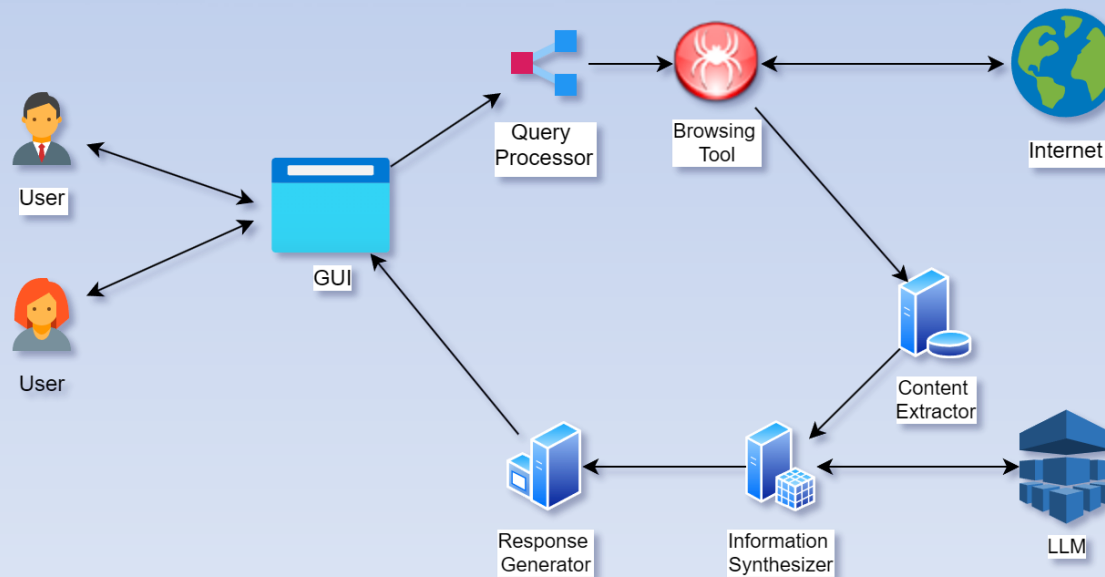 User
User
GUI
Query
Processor
Browsing
Tool
Internet
Content
Extractor
LLM
Information
Synthesizer
Response
Generator